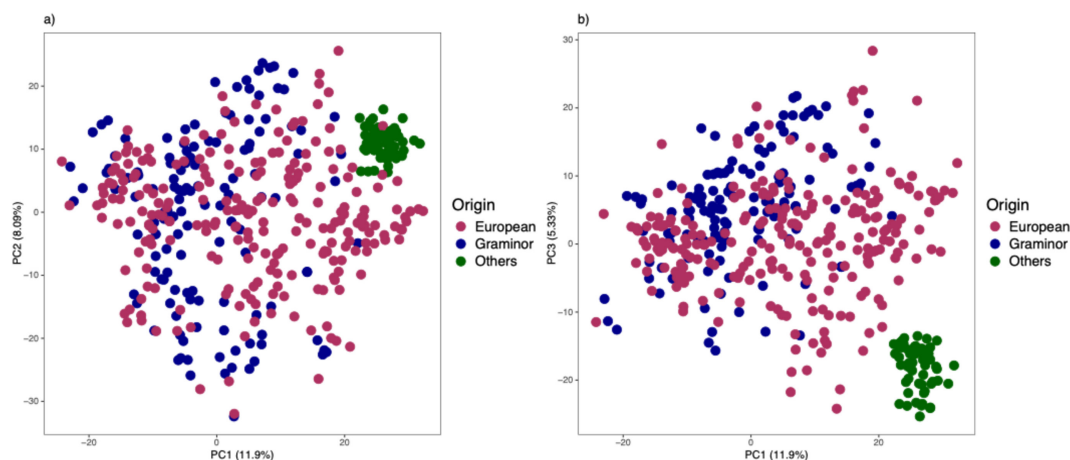 a)
20
10
0
−10
−20
−30
PC2 (8.09%)
−20
0
20
PC1 (11.9%)
Origin
European
Graminor
Others
b)
30
20
10
0
−10
−20
PC3 (5.33%)
−20
0
20
PC1 (11.9%)
Origin
European
Graminor
Others